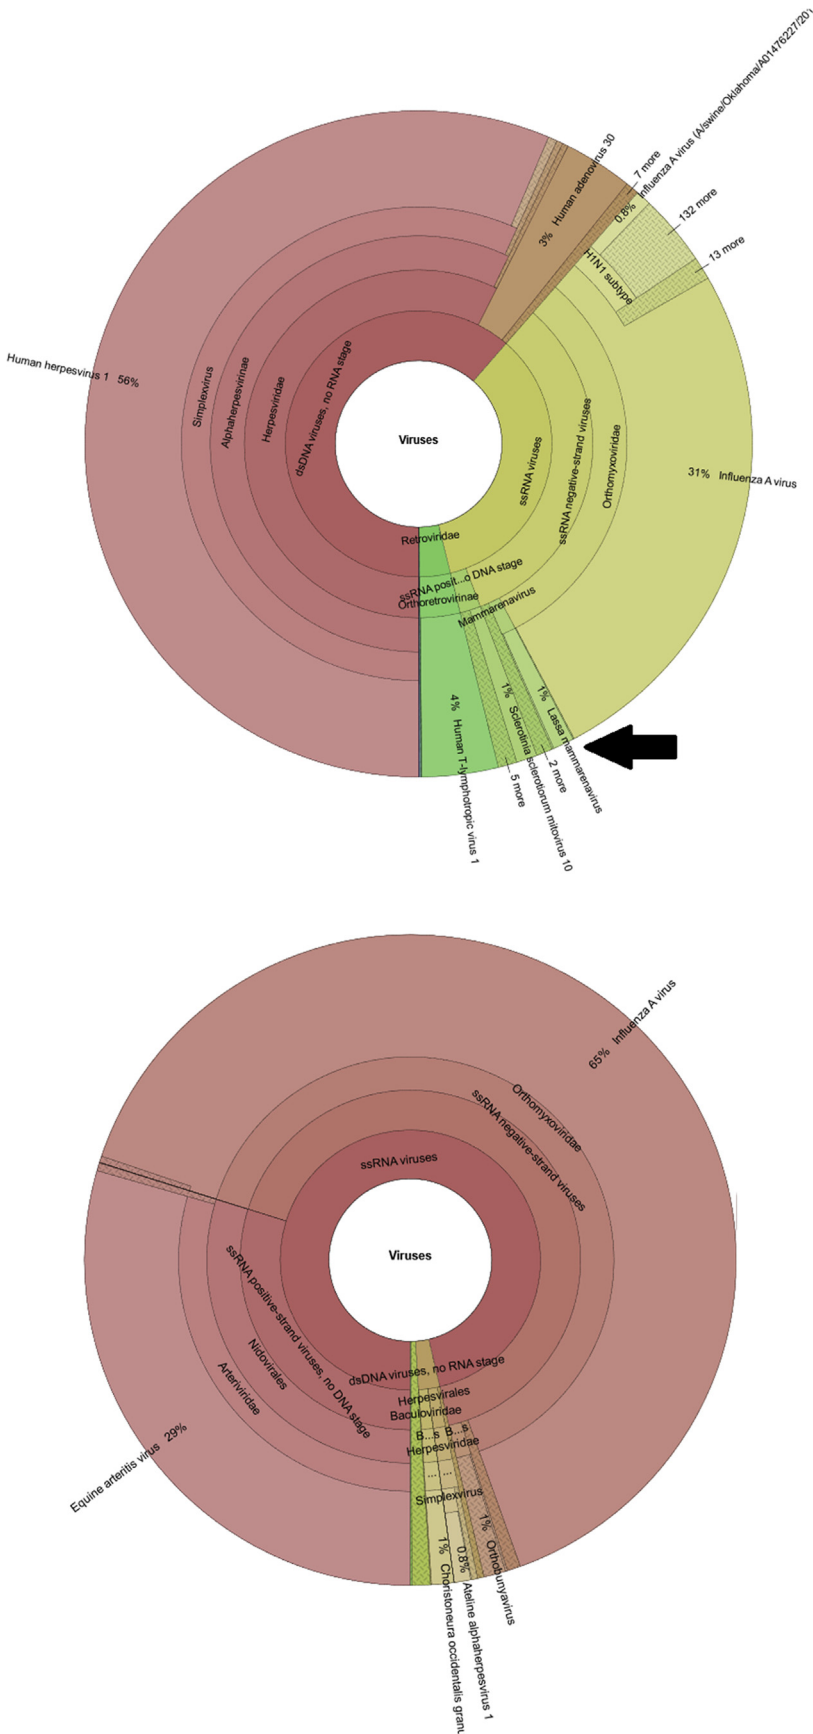 Influenza A virus (A/swine/Oklahoma/A01476227/20
0.8%
7 more
132 more
13 more
H1N1 subtype
3% Human adenovirus 30
Human herpesvirus 1 56%
Simplexvirus
Alphaherpesvirinae
Herpesviridae
dsDNA viruses, no RNA stage
Viruses
ssRNA viruses
ssRNA negative-strand viruses
Orthomyxoviridae
31% Influenza A virus
Retroviridae
ssRNA posit...o DNA stage
Orthoretrovirinae
Mammarenavirus
4% Human T-lymphotropic virus 1
5 more
1% Sclerotinia sclerotiorum mitovirus 10
2 more
1% Lassa mammarenavirus
65% Influenza A virus
Orthomyxoviridae
ssRNA negative-strand viruses
ssRNA viruses
Viruses
ssRNA positive-strand viruses, no DNA stage
Nidovirales
Arteriviridae
Equine arteritis virus 29%
dsDNA viruses, no RNA stage
Herpesvirales
Baculoviridae
B...s B...s
Herpesviridae
... ...
Simplexvirus
1% Orthobunyavirus
0.8% Ateline alphaherpesvirus 1
1% Choristoneura occidentalis granu